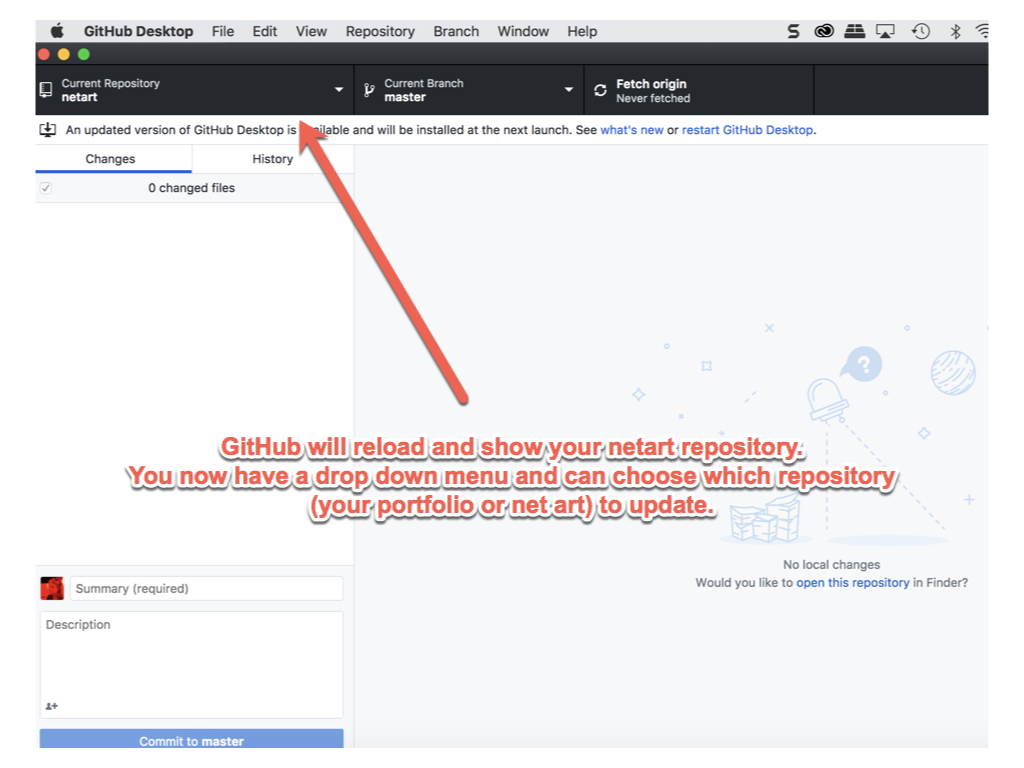 GitHub Desktop File Edit View Repository Branch Window Help
Current Repository
netart
Current Branch
master
Fetch origin
Never fetched
An updated version of GitHub Desktop is available and will be installed at the next launch. See what's new or restart GitHub Desktop.
Changes History
0 changed files
?
GitHub will reload and show your netart repository.
You now have a drop down menu and can choose which repository
(your portfolio or net art) to update.
No local changes
Would you like to open this repository in Finder?
Summary (required)
Description
Commit to master